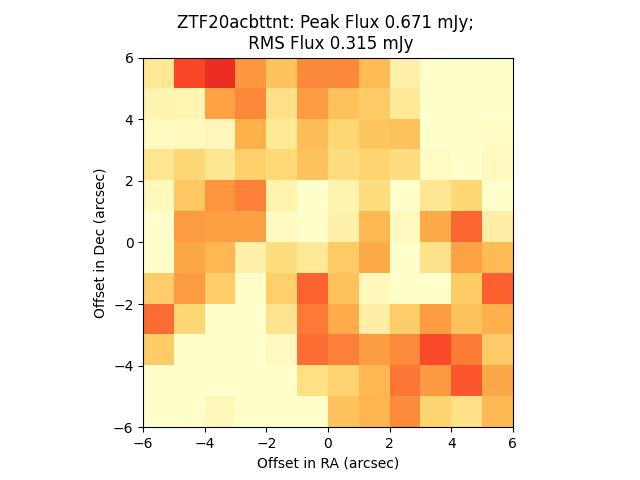 ZTF20acbttnt: Peak Flux 0.671 mJy;
RMS Flux 0.315 mJy
6
4
2
0
−2
−4
−6
Offset in Dec (arcsec)
−6 −4 −2 0 2 4 6
Offset in RA (arcsec)